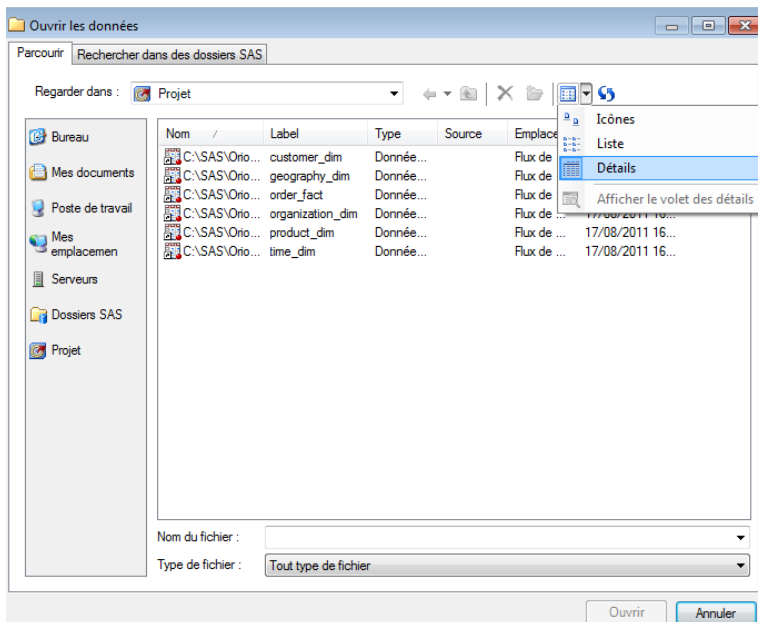 Ouvrir les données
Parcourir Rechercher dans des dossiers SAS
Regarder dans : Projet
Icônes
Liste
Détails
Afficher le volet des détails
Bureau
Mes documents
Poste de travail
Mes
emplacemen
Serveurs
Dossiers SAS
Projet
Nom Label Type Source Emplace
C:\SAS\Orio... customer_dim Donnée... Flux de
C:\SAS\Orio... geography_dim Donnée... Flux de
C:\SAS\Orio... order_fact Donnée... Flux de
C:\SAS\Orio... organization_dim Donnée... Flux de ... 17/08/2011 16...
C:\SAS\Orio... product_dim Donnée... Flux de ... 17/08/2011 16...
C:\SAS\Orio... time_dim Donnée... Flux de ... 17/08/2011 16...
Nom du fichier :
Type de fichier : Tout type de fichier
Ouvrir Annuler